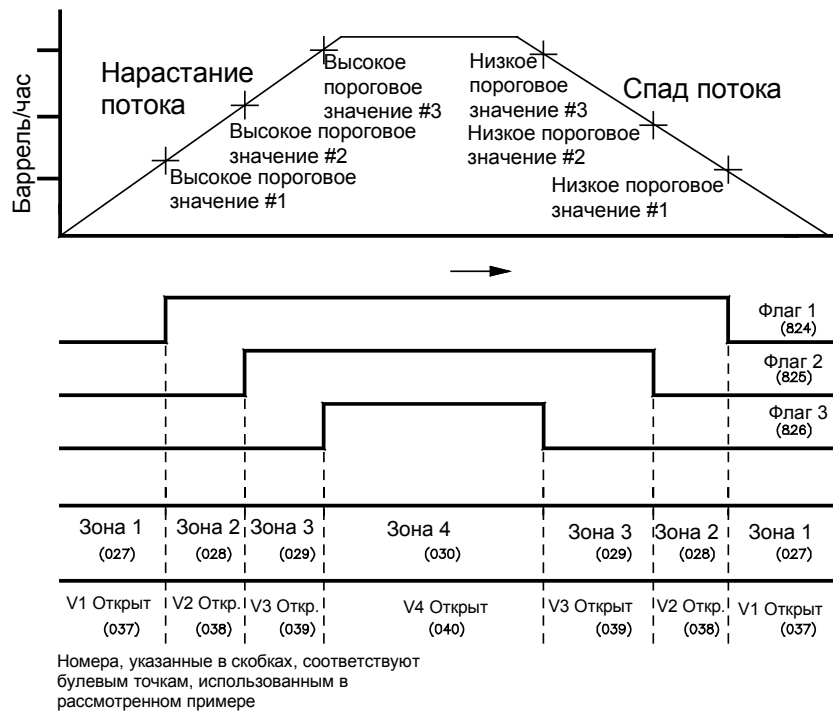 Баррель/час
Нарастание
потока
Высокое
пороговое
значение #3
Высокое пороговое
значение #2
Высокое пороговое
значение #1
Низкое
пороговое
значение #3
Низкое пороговое
значение #2
Низкое пороговое
значение #1
Спад потока
Флаг 1
(824)
Флаг 2
(825)
Флаг 3
(826)
Зона 1 Зона 2 Зона 3 Зона 4 Зона 3 Зона 2 Зона 1
(027) (028) (029) (030) (029) (028) (027)
V1 Открыт V2 Откр. V3 Откр. V4 Открыт V3 Открыт V2 Откр. V1 Открыт
(037) (038) (039) (040) (039) (038) (037)
Номера, указанные в скобках, соответствуют
булевым точкам, использованным в
рассмотренном примере